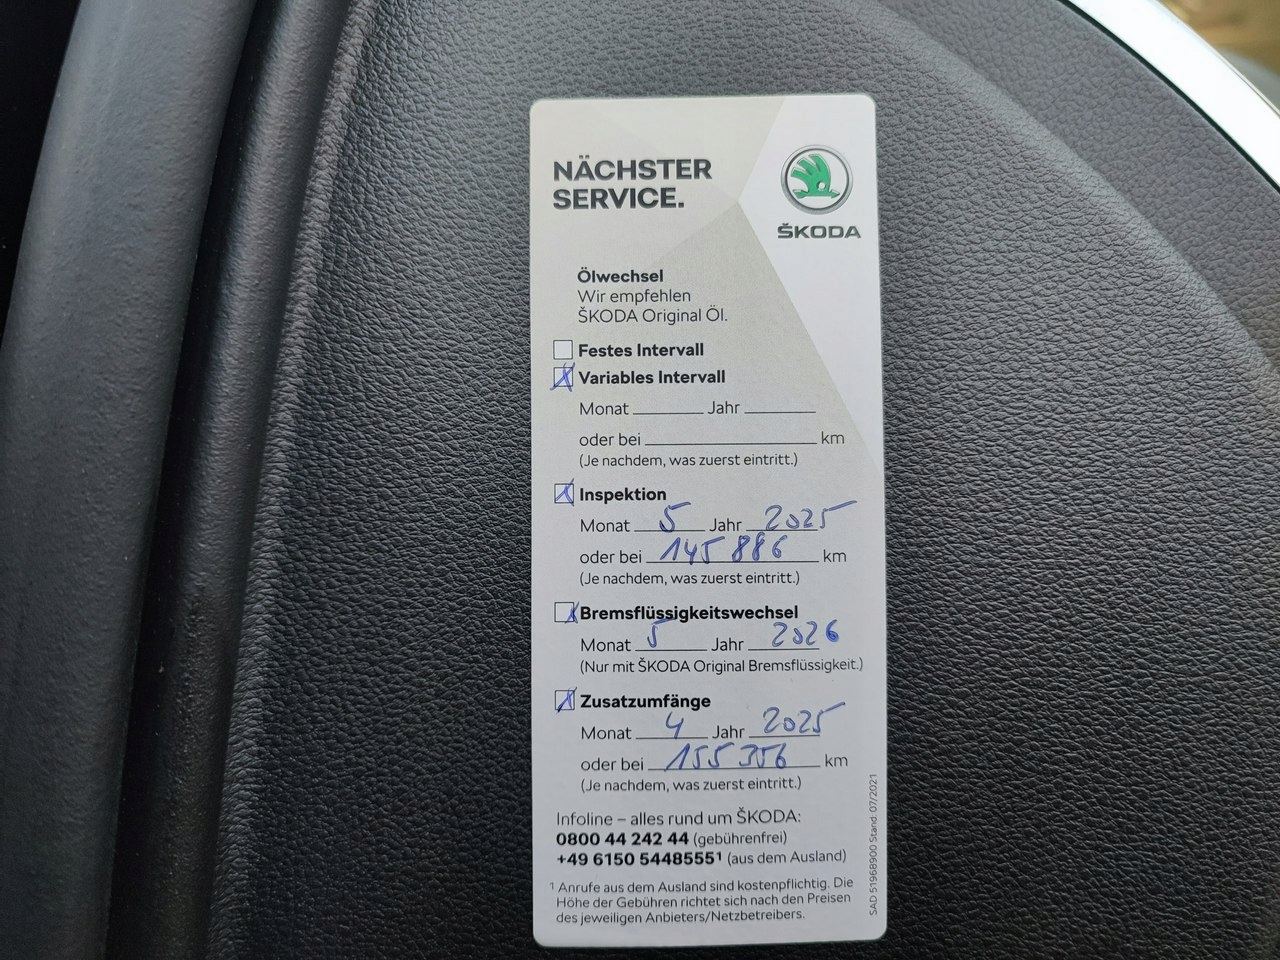 NÄCHSTER
SERVICE.
ŠKODA
Ölwechsel
Wir empfehlen
ŠKODA Original Öl.
Festes Intervall
X Variables Intervall
Monat Jahr
oder bei km
(Je nachdem, was zuerst eintritt.)
X Inspektion
Monat 5 Jahr 2025
oder bei 145 886 km
(Je nachdem, was zuerst eintritt.)
X Bremsflüssigkeitswechsel
Monat 5 Jahr 2026
(Nur mit ŠKODA Original Bremsflüssigkeit.)
X Zusatzumfänge
Monat 4 Jahr 2025
oder bei 155 356 km
(Je nachdem, was zuerst eintritt.)
Infoline – alles rund um ŠKODA:
0800 44 242 44 (gebührenfrei)
+49 6150 5448555¹ (aus dem Ausland)
¹ Anrufe aus dem Ausland sind kostenpflichtig. Die
Höhe der Gebühren richtet sich nach den Preisen
des jeweiligen Anbieters/Netzbetreibers.
SAD 51968900 Stand: 07/2021